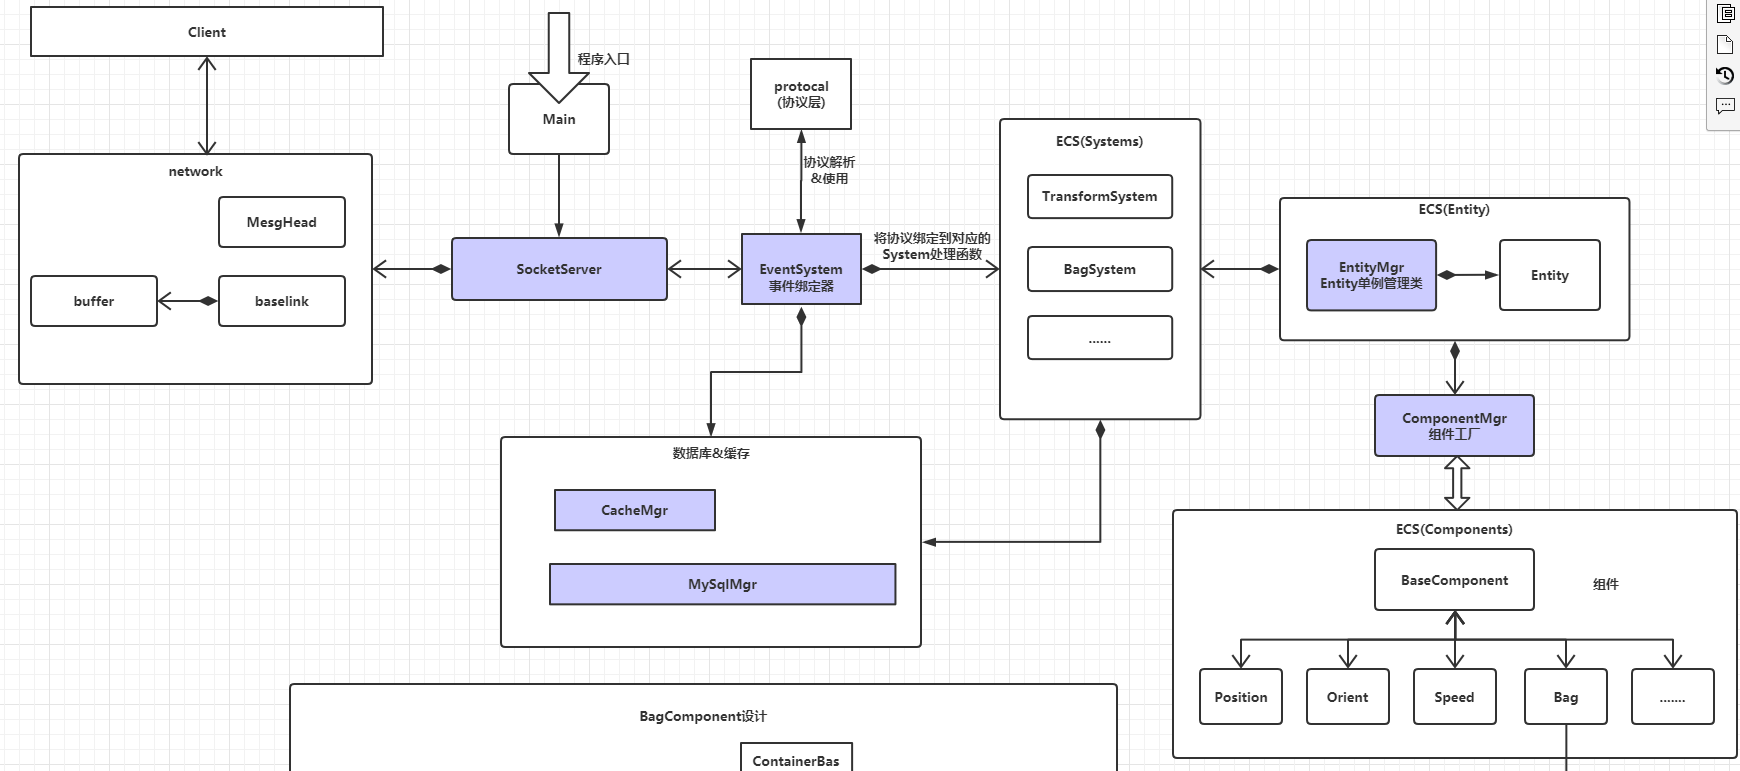 Client
程序入口
Main
protocal
(协议层)
协议解析
&使用
network
MesgHead
buffer
baselink
SocketServer
EventSystem
事件绑定器
将协议绑定到对应的
System处理函数
ECS(Systems)
TransformSystem
BagSystem
......
ECS(Entity)
EntityMgr
Entity单例管理类
Entity
ComponentMgr
组件工厂
数据库&缓存
CacheMgr
MySqlMgr
ECS(Components)
BaseComponent
组件
Position
Orient
Speed
Bag
.......
BagComponent设计
ContainerBas